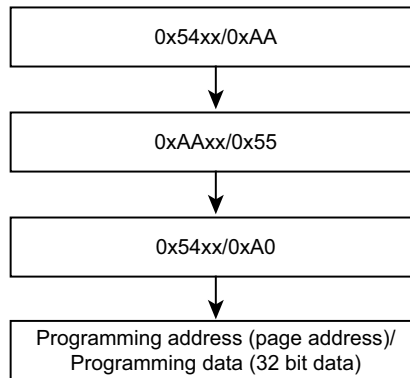 0x54xx/0xAA
0xAAxx/0x55
0x54xx/0xA0
Programming address (page address)/
Programming data (32 bit data)